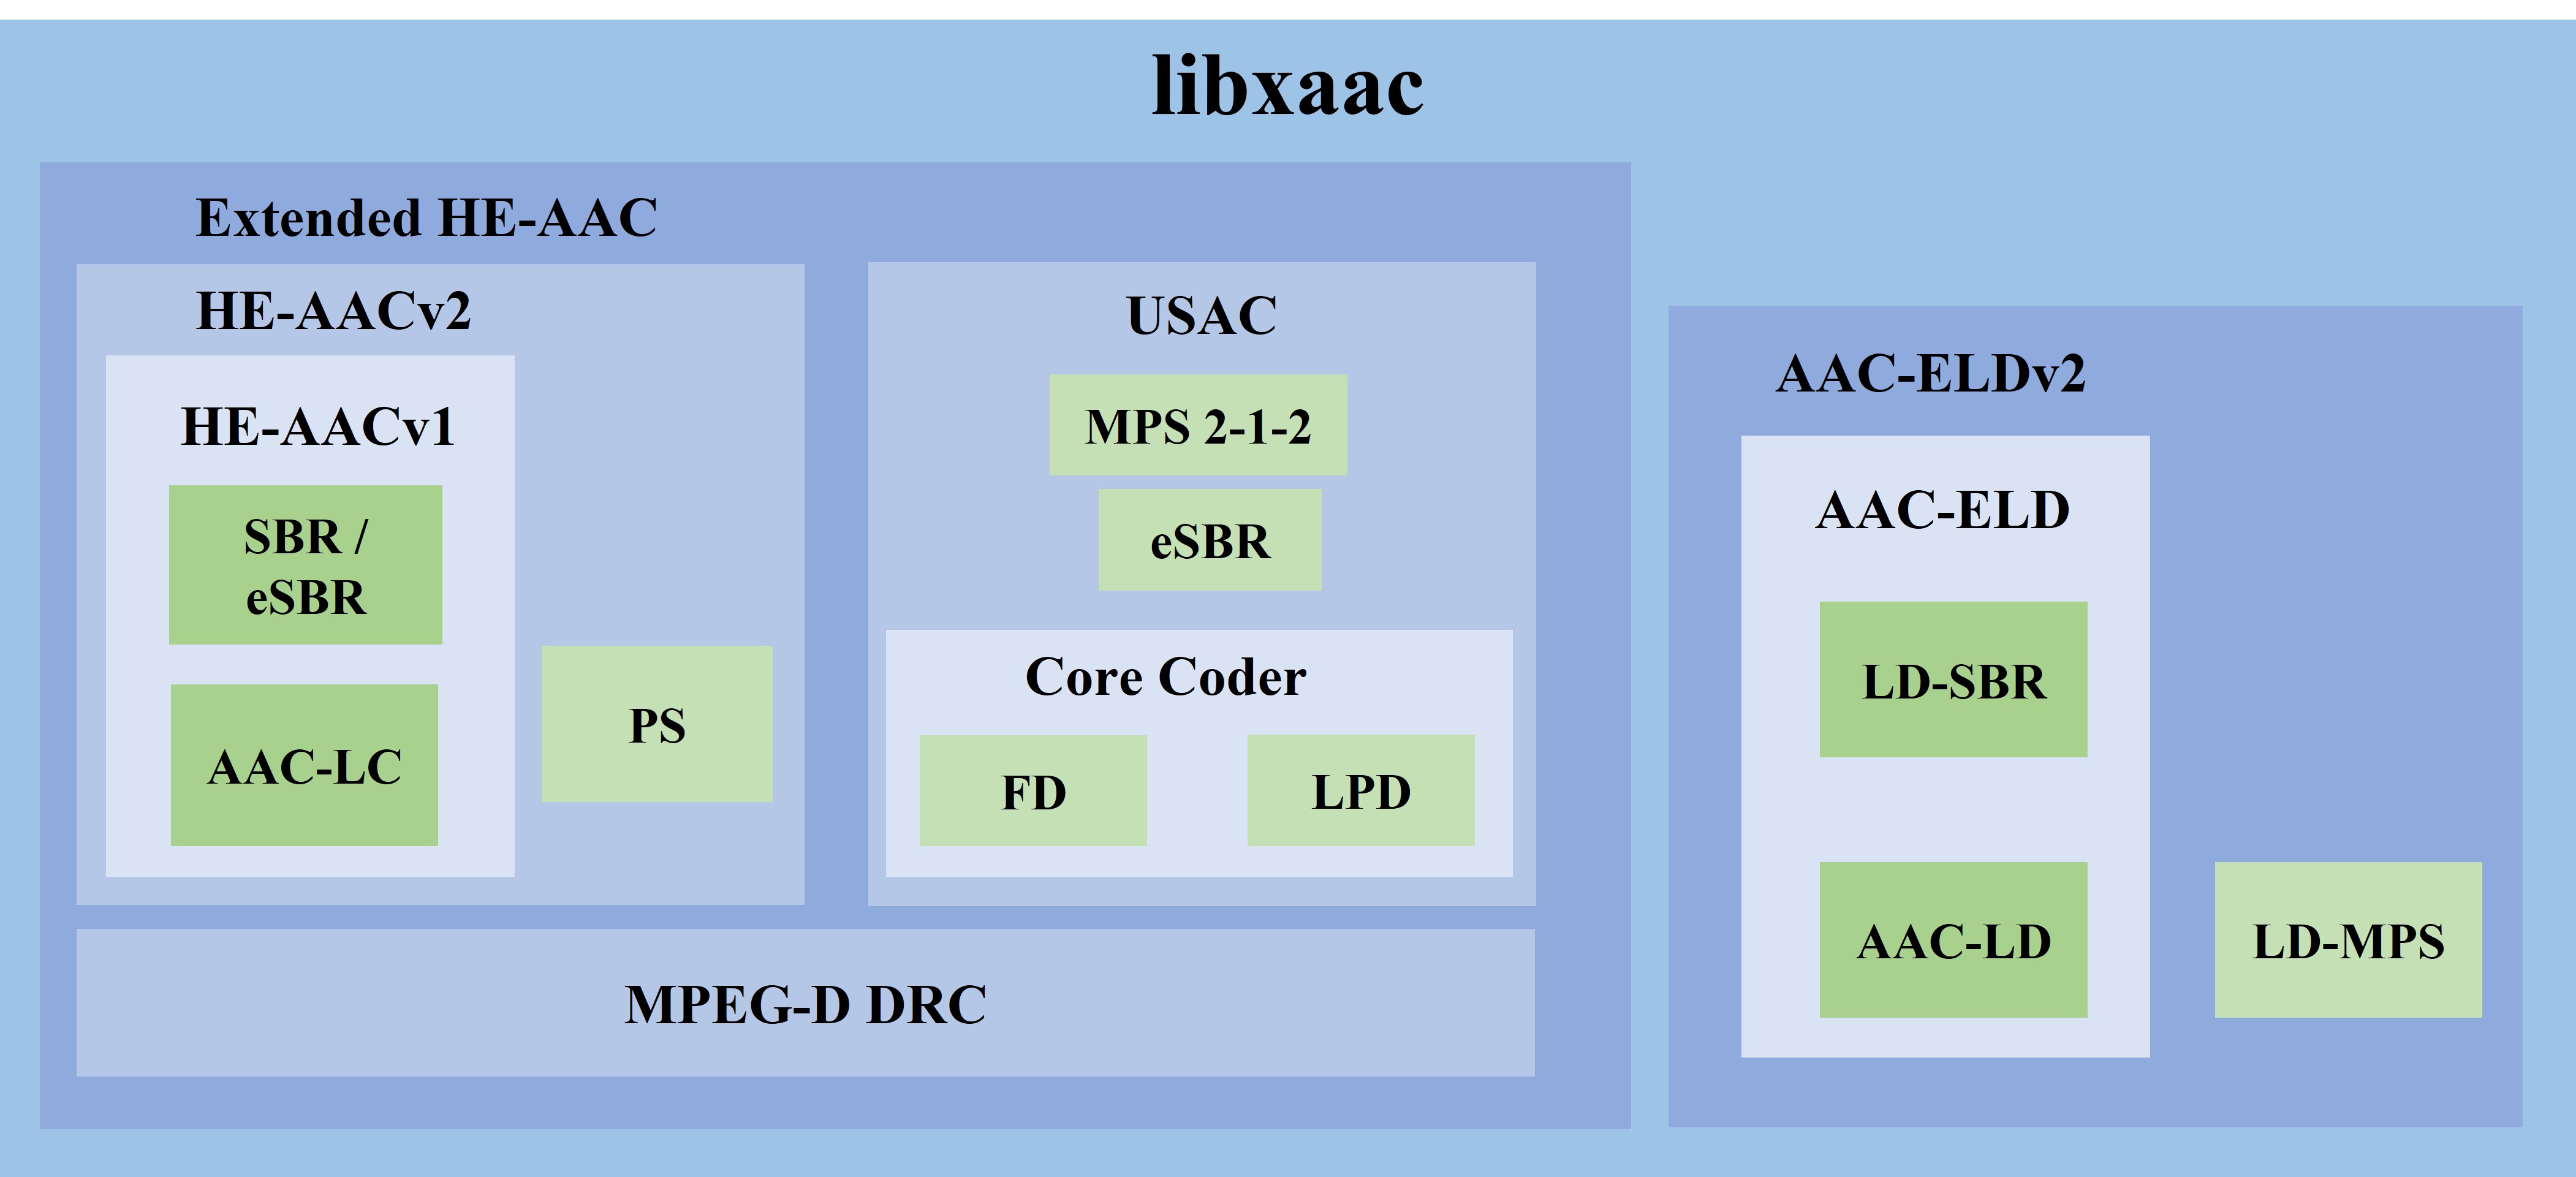 libxaac
Extended HE-AAC
HE-AACv2
HE-AACv1
SBR /
eSBR
AAC-LC
PS
USAC
MPS 2-1-2
eSBR
Core Coder
FD
LPD
MPEG-D DRC
AAC-ELDv2
AAC-ELD
LD-SBR
AAC-LD
LD-MPS